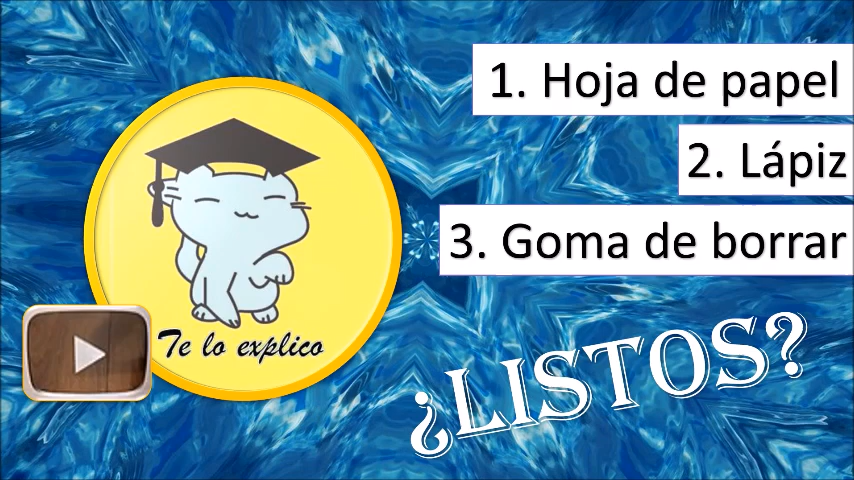 1. Hoja de papel
2. Lápiz
3. Goma de borrar
Te lo explico
¿LISTOS?